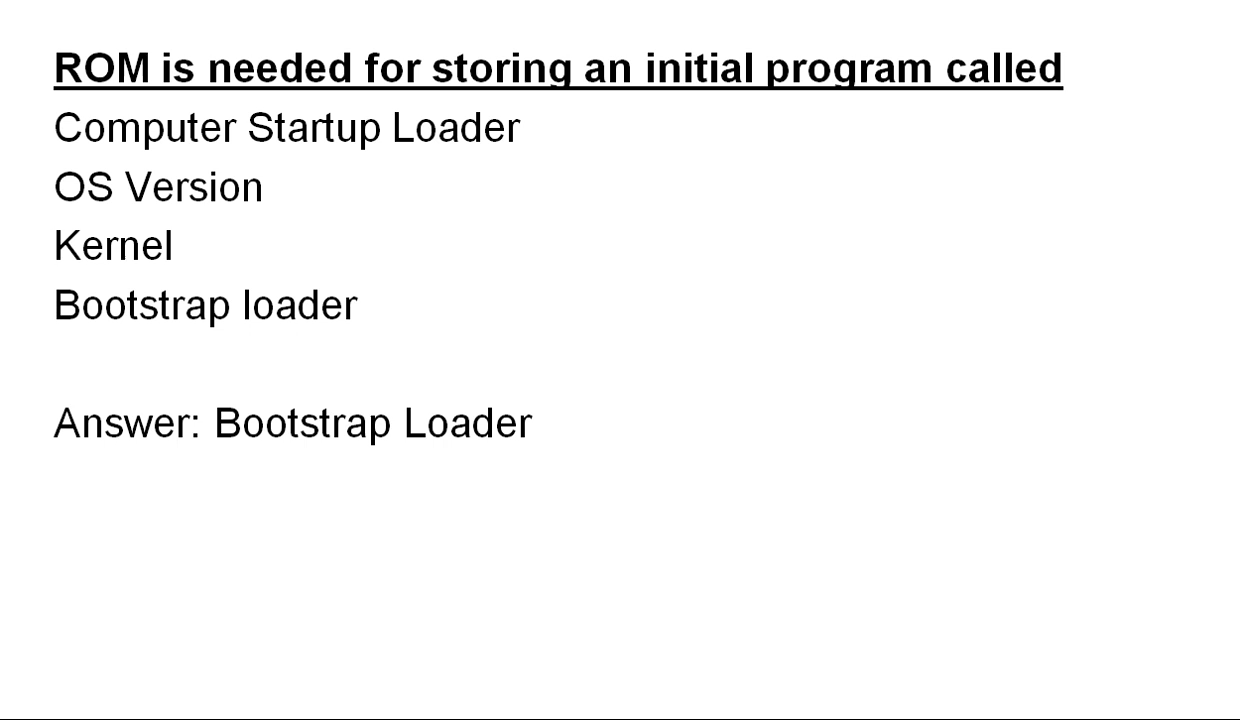 ROM is needed for storing an initial program called
Computer Startup Loader
OS Version
Kernel
Bootstrap loader
Answer: Bootstrap Loader